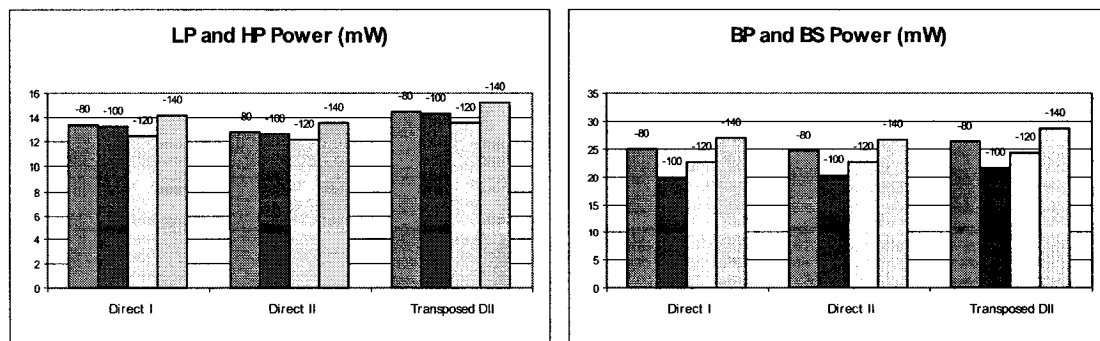 LP and HP Power (mW)
-80 -100 -120 -140
80 -100 -120 -140
-80 -100 -120 -140
16
14
12
10
8
6
4
2
0
Direct I Direct II Transposed DII
BP and BS Power (mW)
-80 -100 -120 -140
-80 -100 -120 -140
-80 -100 -120 -140
35
30
25
20
15
10
5
0
Direct I Direct II Transposed DII